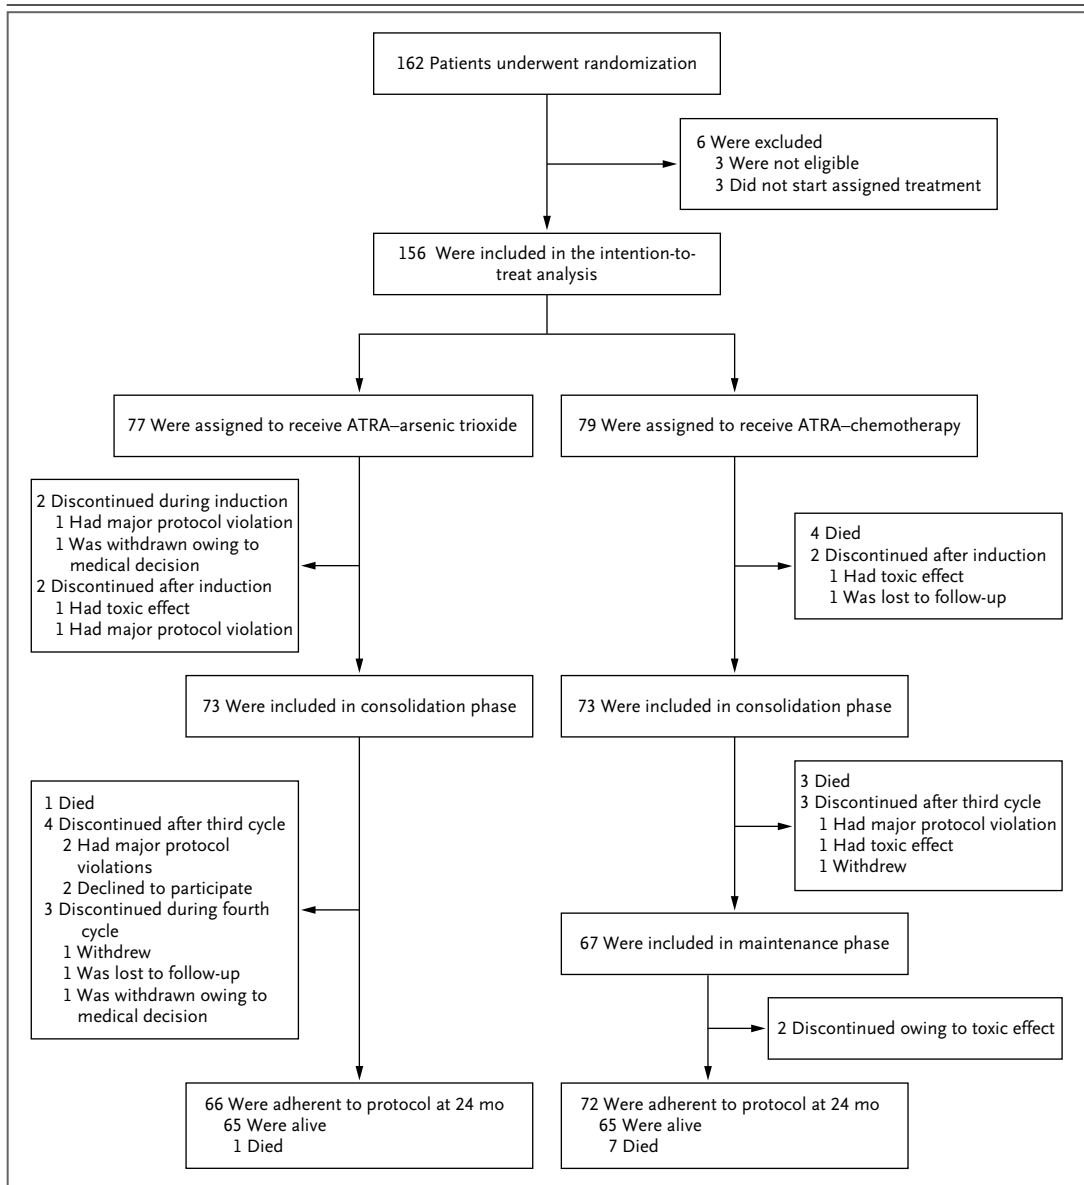 162 Patients underwent randomization
6 Were excluded
3 Were not eligible
3 Did not start assigned treatment
156 Were included in the intention-to-
treat analysis
77 Were assigned to receive ATRA–arsenic trioxide
79 Were assigned to receive ATRA–chemotherapy
2 Discontinued during induction
1 Had major protocol violation
1 Was withdrawn owing to
medical decision
2 Discontinued after induction
1 Had toxic effect
1 Had major protocol violation
4 Died
2 Discontinued after induction
1 Had toxic effect
1 Was lost to follow-up
73 Were included in consolidation phase
73 Were included in consolidation phase
1 Died
4 Discontinued after third cycle
2 Had major protocol
violations
2 Declined to participate
3 Discontinued during fourth
cycle
1 Withdrew
1 Was lost to follow-up
1 Was withdrawn owing to
medical decision
3 Died
3 Discontinued after third cycle
1 Had major protocol violation
1 Had toxic effect
1 Withdrew
67 Were included in maintenance phase
2 Discontinued owing to toxic effect
66 Were adherent to protocol at 24 mo
65 Were alive
1 Died
72 Were adherent to protocol at 24 mo
65 Were alive
7 Died